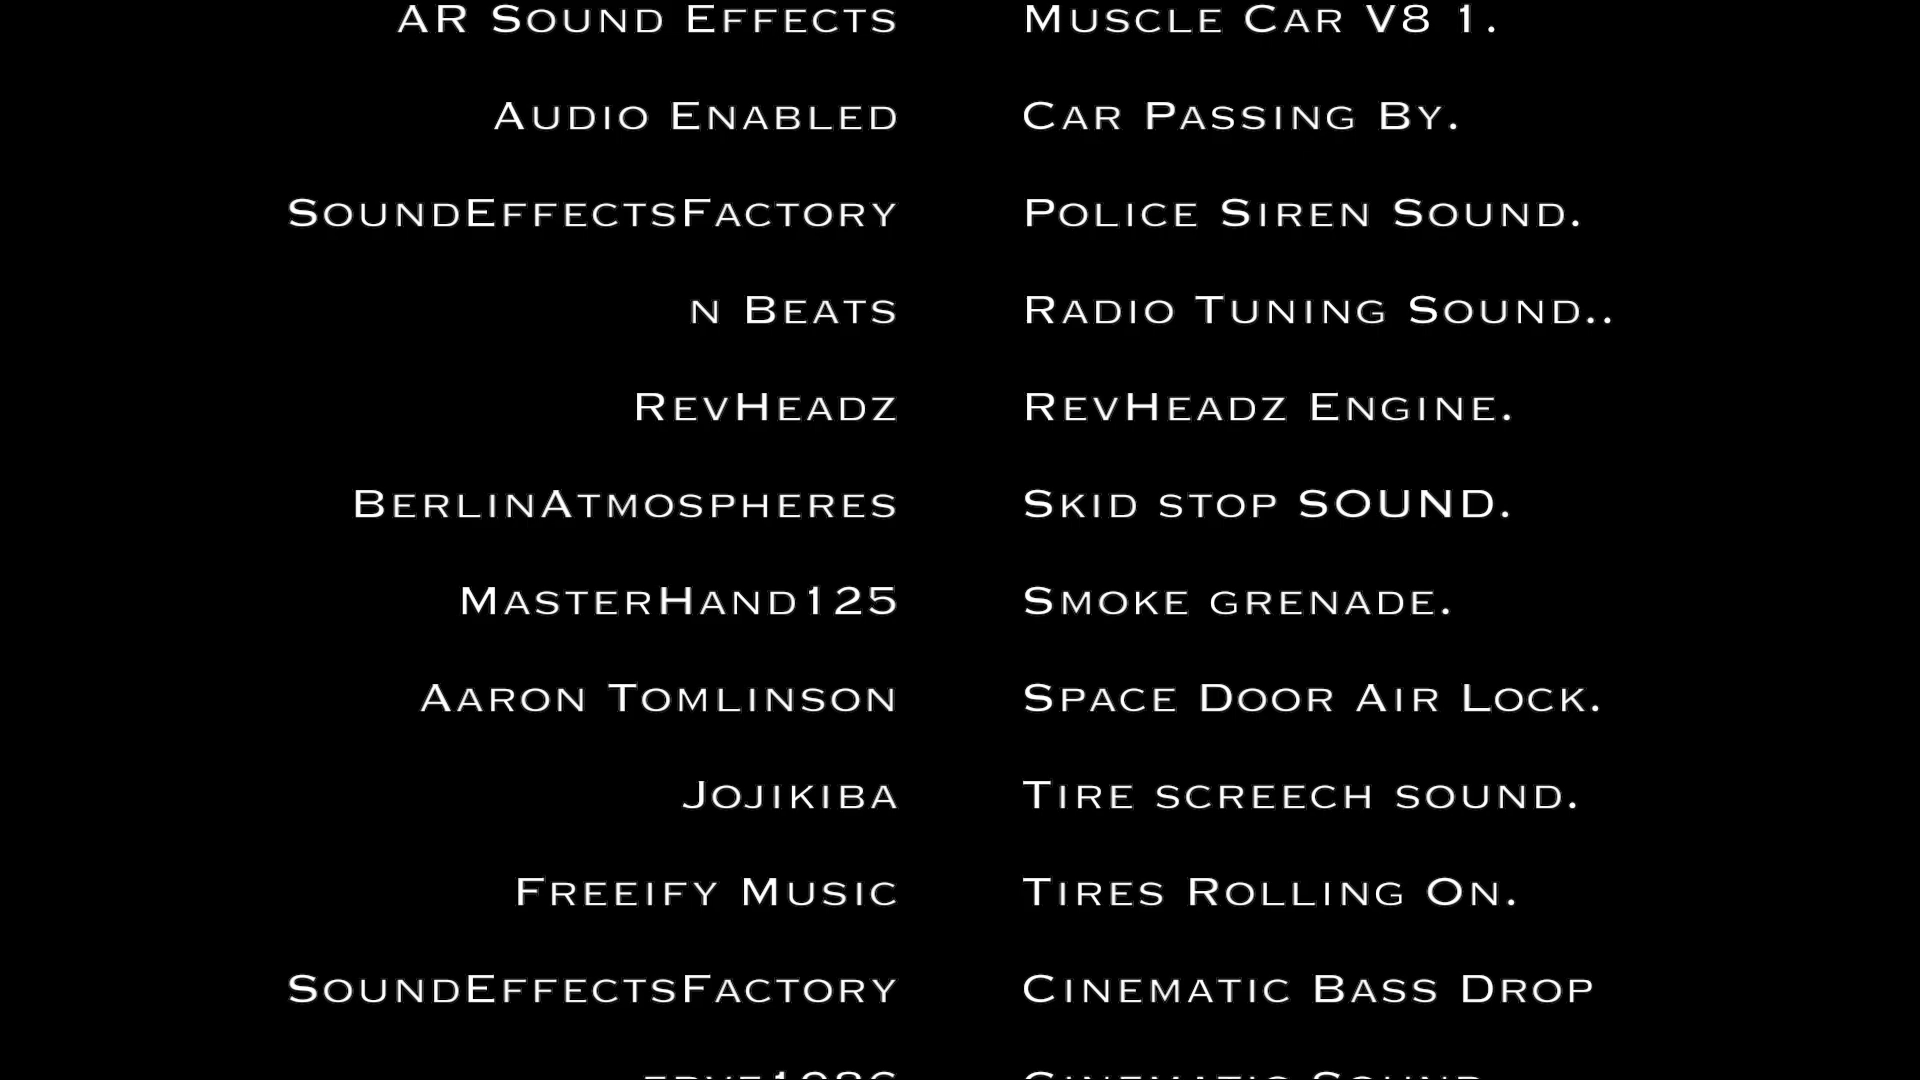 AR Sound Effects Muscle Car V8 1.
Audio Enabled Car Passing By.
SoundEffectsFactory Police Siren Sound.
n Beats Radio Tuning Sound..
RevHeadz RevHeadz Engine.
BerlinAtmospheres Skid stop SOUND.
MasterHand125 Smoke grenade.
Aaron Tomlinson Space Door Air Lock.
Jojikiba Tire screech sound.
Freeify Music Tires Rolling On.
SoundEffectsFactory Cinematic Bass Drop
Cinematic Sound